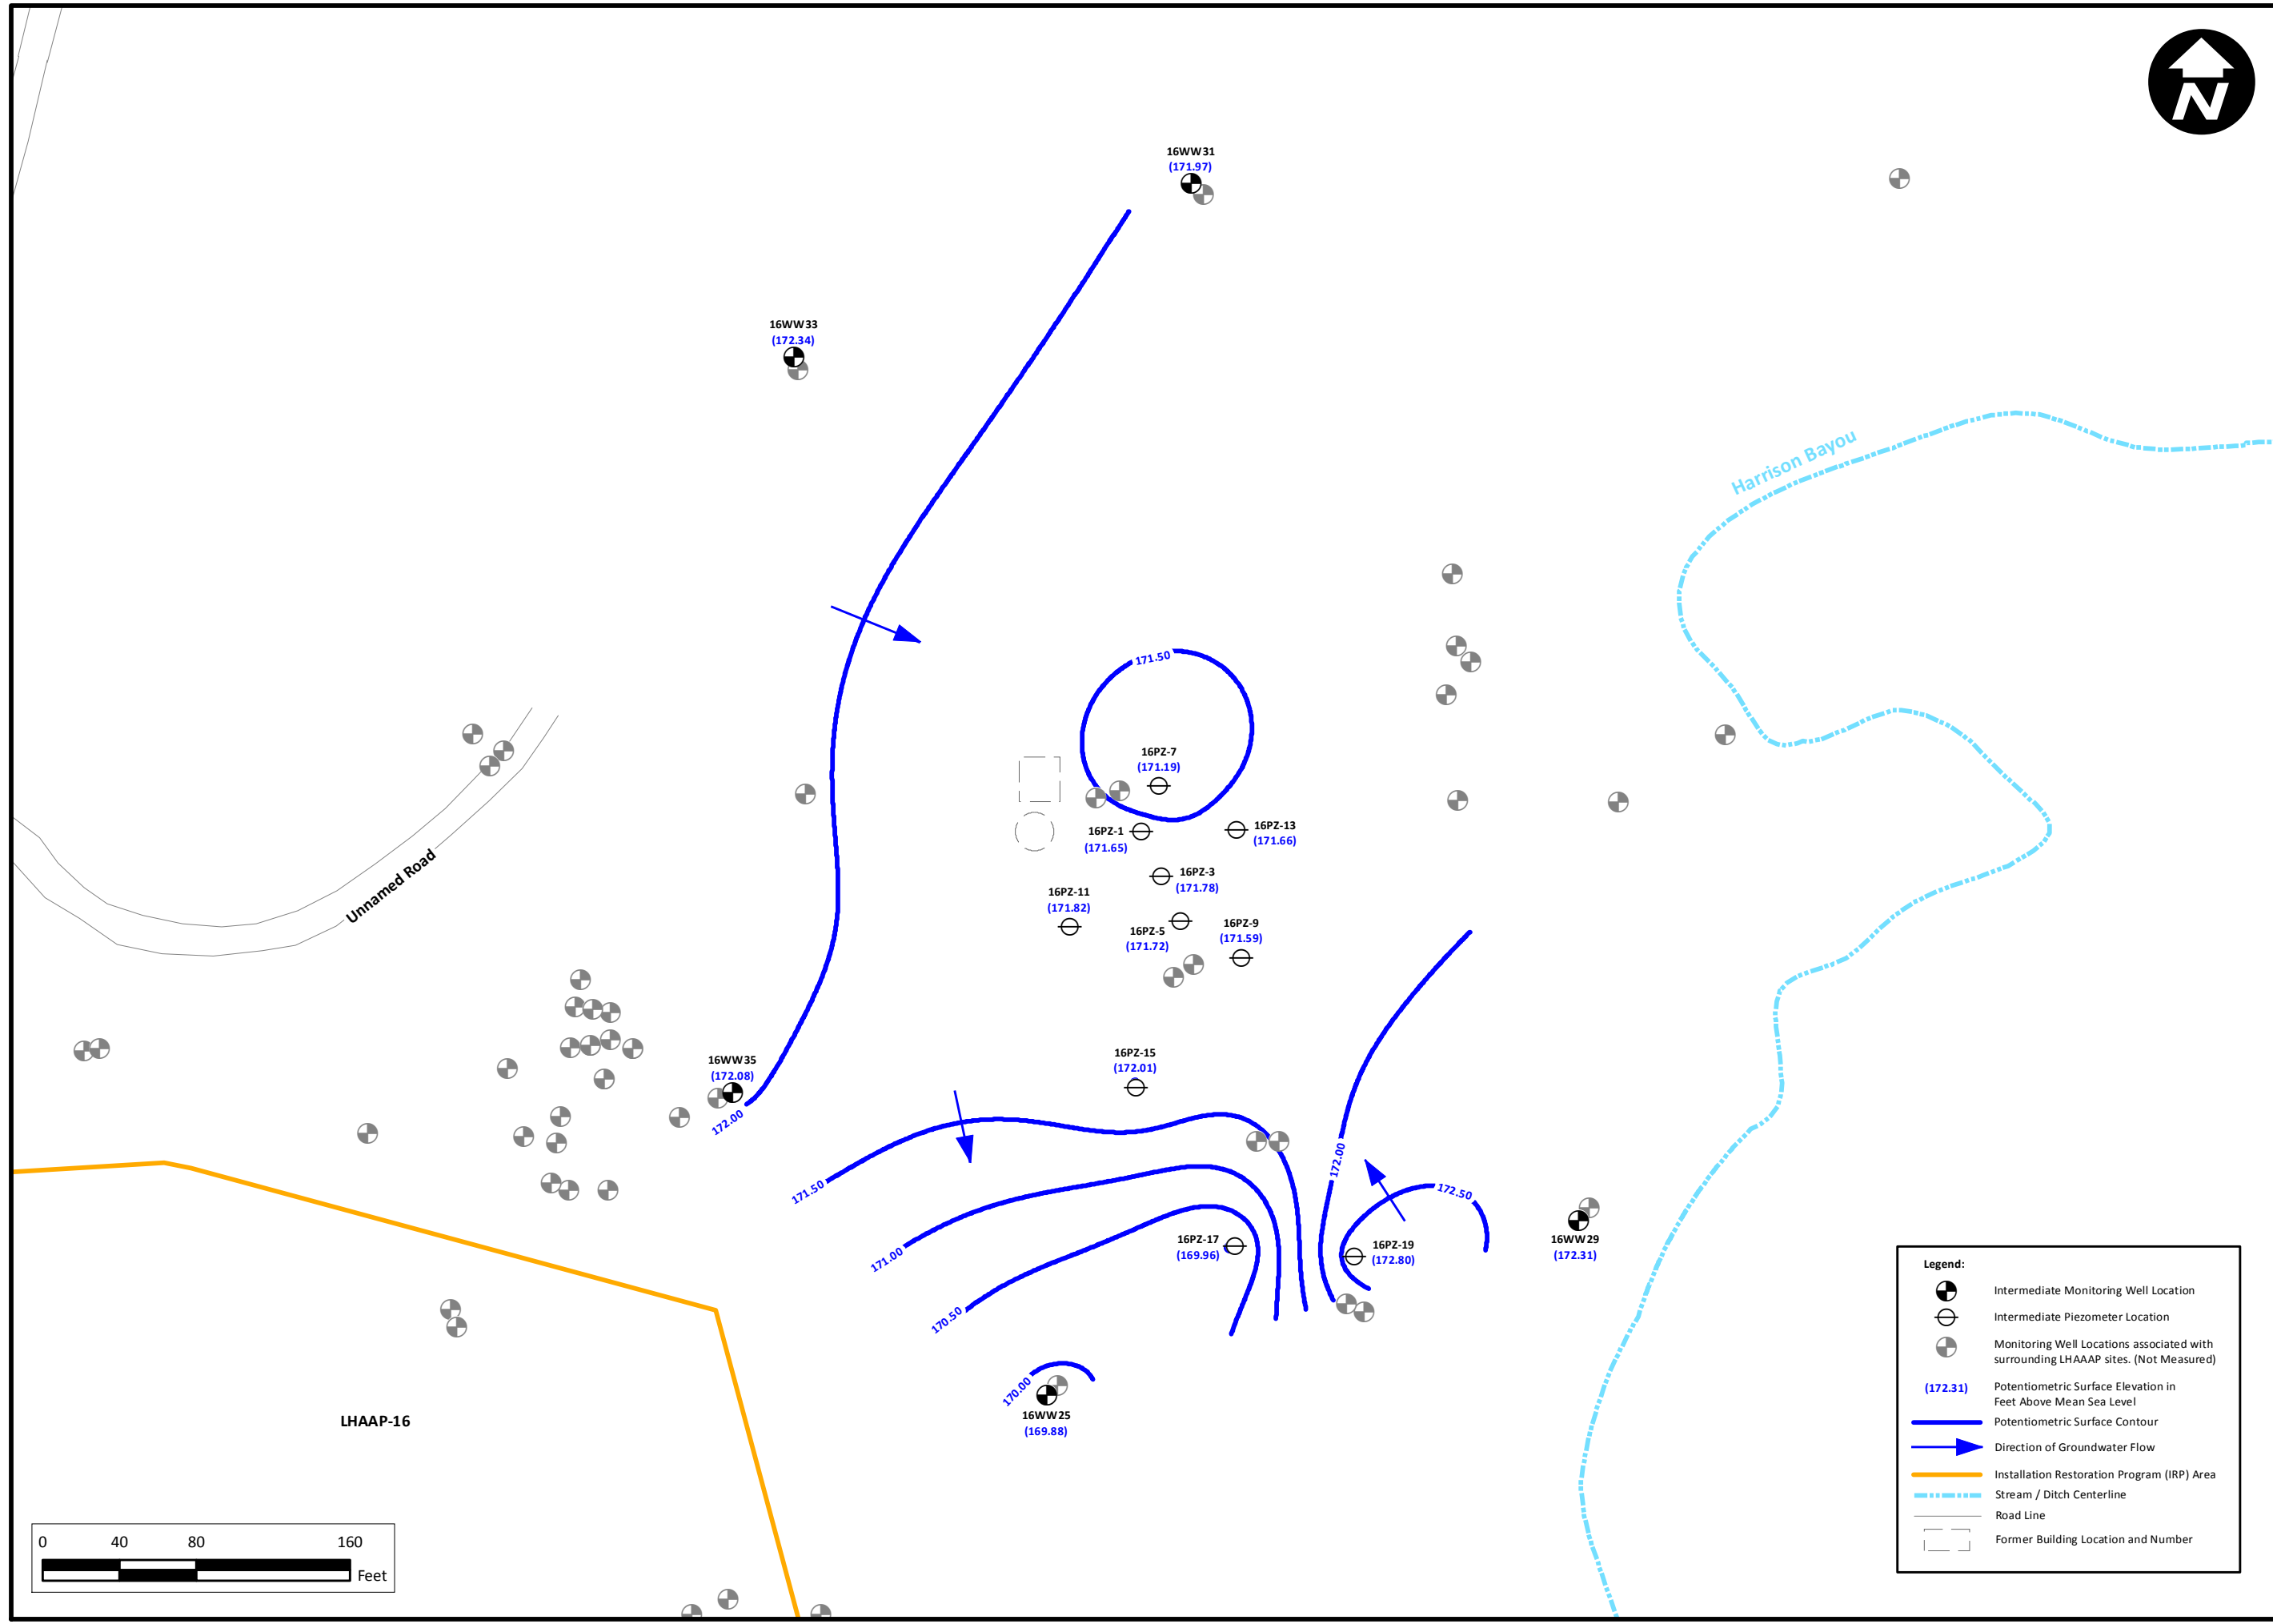 N
16WW31
(171.97)
16WW33
(172.34)
Harrison Bayou
171.50
16PZ-7
(171.19)
16PZ-1
(171.65)
16PZ-13
(171.66)
16PZ-3
(171.78)
16PZ-11
(171.82)
16PZ-5
(171.72)
16PZ-9
(171.59)
Unnamed Road
16WW35
(172.08)
172.00
16PZ-15
(172.01)
172.00
171.50
172.50
171.00
16PZ-17
(169.96)
16PZ-19
(172.80)
16WW29
(172.31)
170.50
170.00
16WW25
(169.88)
LHAAP-16
0 40 80 160
Feet
Legend:
Intermediate Monitoring Well Location
Intermediate Piezometer Location
Monitoring Well Locations associated with
surrounding LHAAAP sites. (Not Measured)
(172.31) Potentiometric Surface Elevation in
Feet Above Mean Sea Level
Potentiometric Surface Contour
Direction of Groundwater Flow
Installation Restoration Program (IRP) Area
Stream / Ditch Centerline
Road Line
Former Building Location and Number